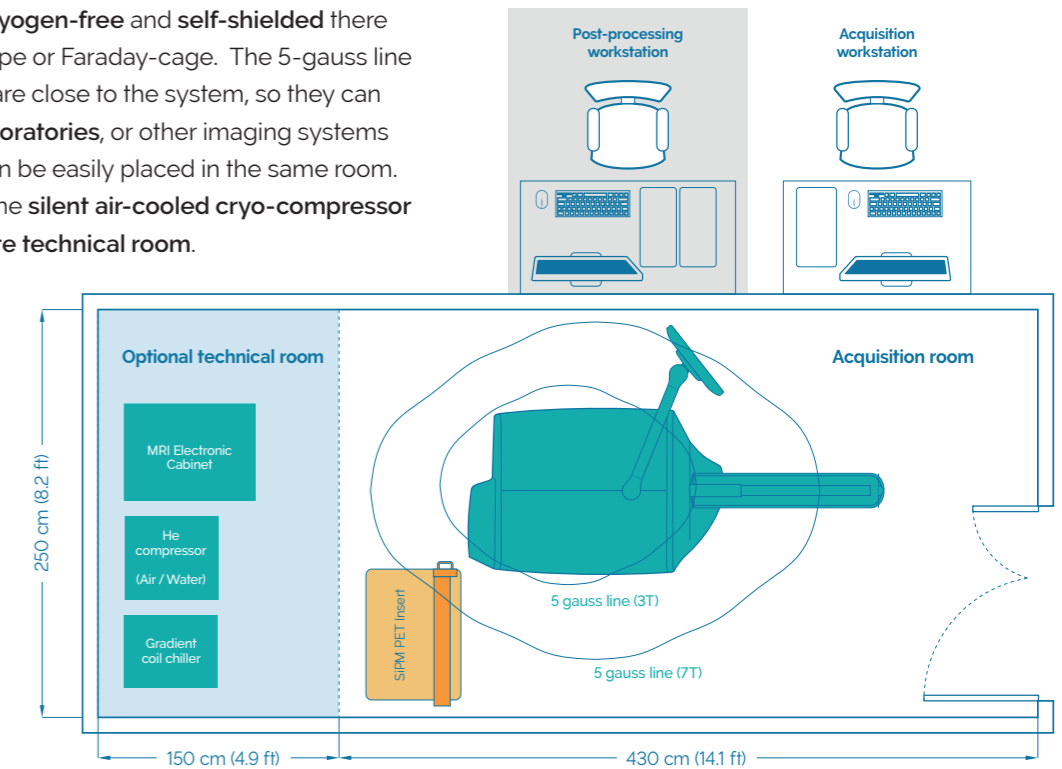 yogen-free and self-shielded there
pe or Faraday-cage. The 5-gauss line
are close to the system, so they can
oratories, or other imaging systems
n be easily placed in the same room.
ne silent air-cooled cryo-compressor
re technical room.
Post-processing
workstation
Acquisition
workstation
Optional technical room
Acquisition room
MRI Electronic
Cabinet
He
compressor
(Air / Water)
Gradient
coil chiller
250 cm (8.2 ft)
SiPM PET Insert
5 gauss line (3T)
5 gauss line (7T)
150 cm (4.9 ft)
430 cm (14.1 ft)